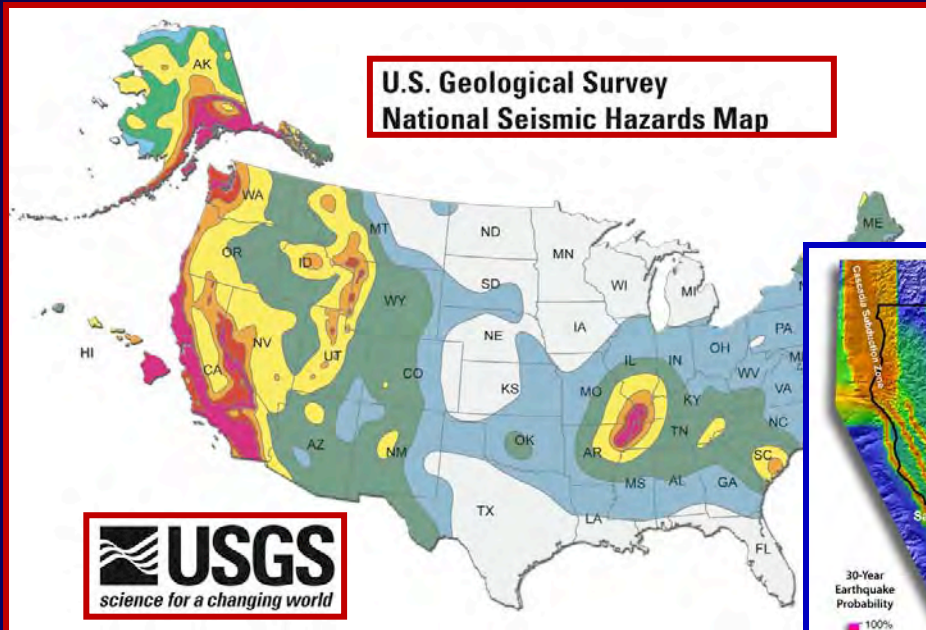 AK
U.S. Geological Survey
National Seismic Hazards Map
WA
MT
ND
MN
ME
OR
ID
SD
WI
MI
WY
HI
NV
NE
IA
PA
CA
UT
CO
IL
IN
OH
KS
MO
WV
VA
KY
AZ
NM
OK
AR
TN
NC
SC
MS
AL
GA
TX
LA
FL
USGS
science for a changing world
Cascadia Subduction Zone
30-Year
Earthquake
Probability
100%